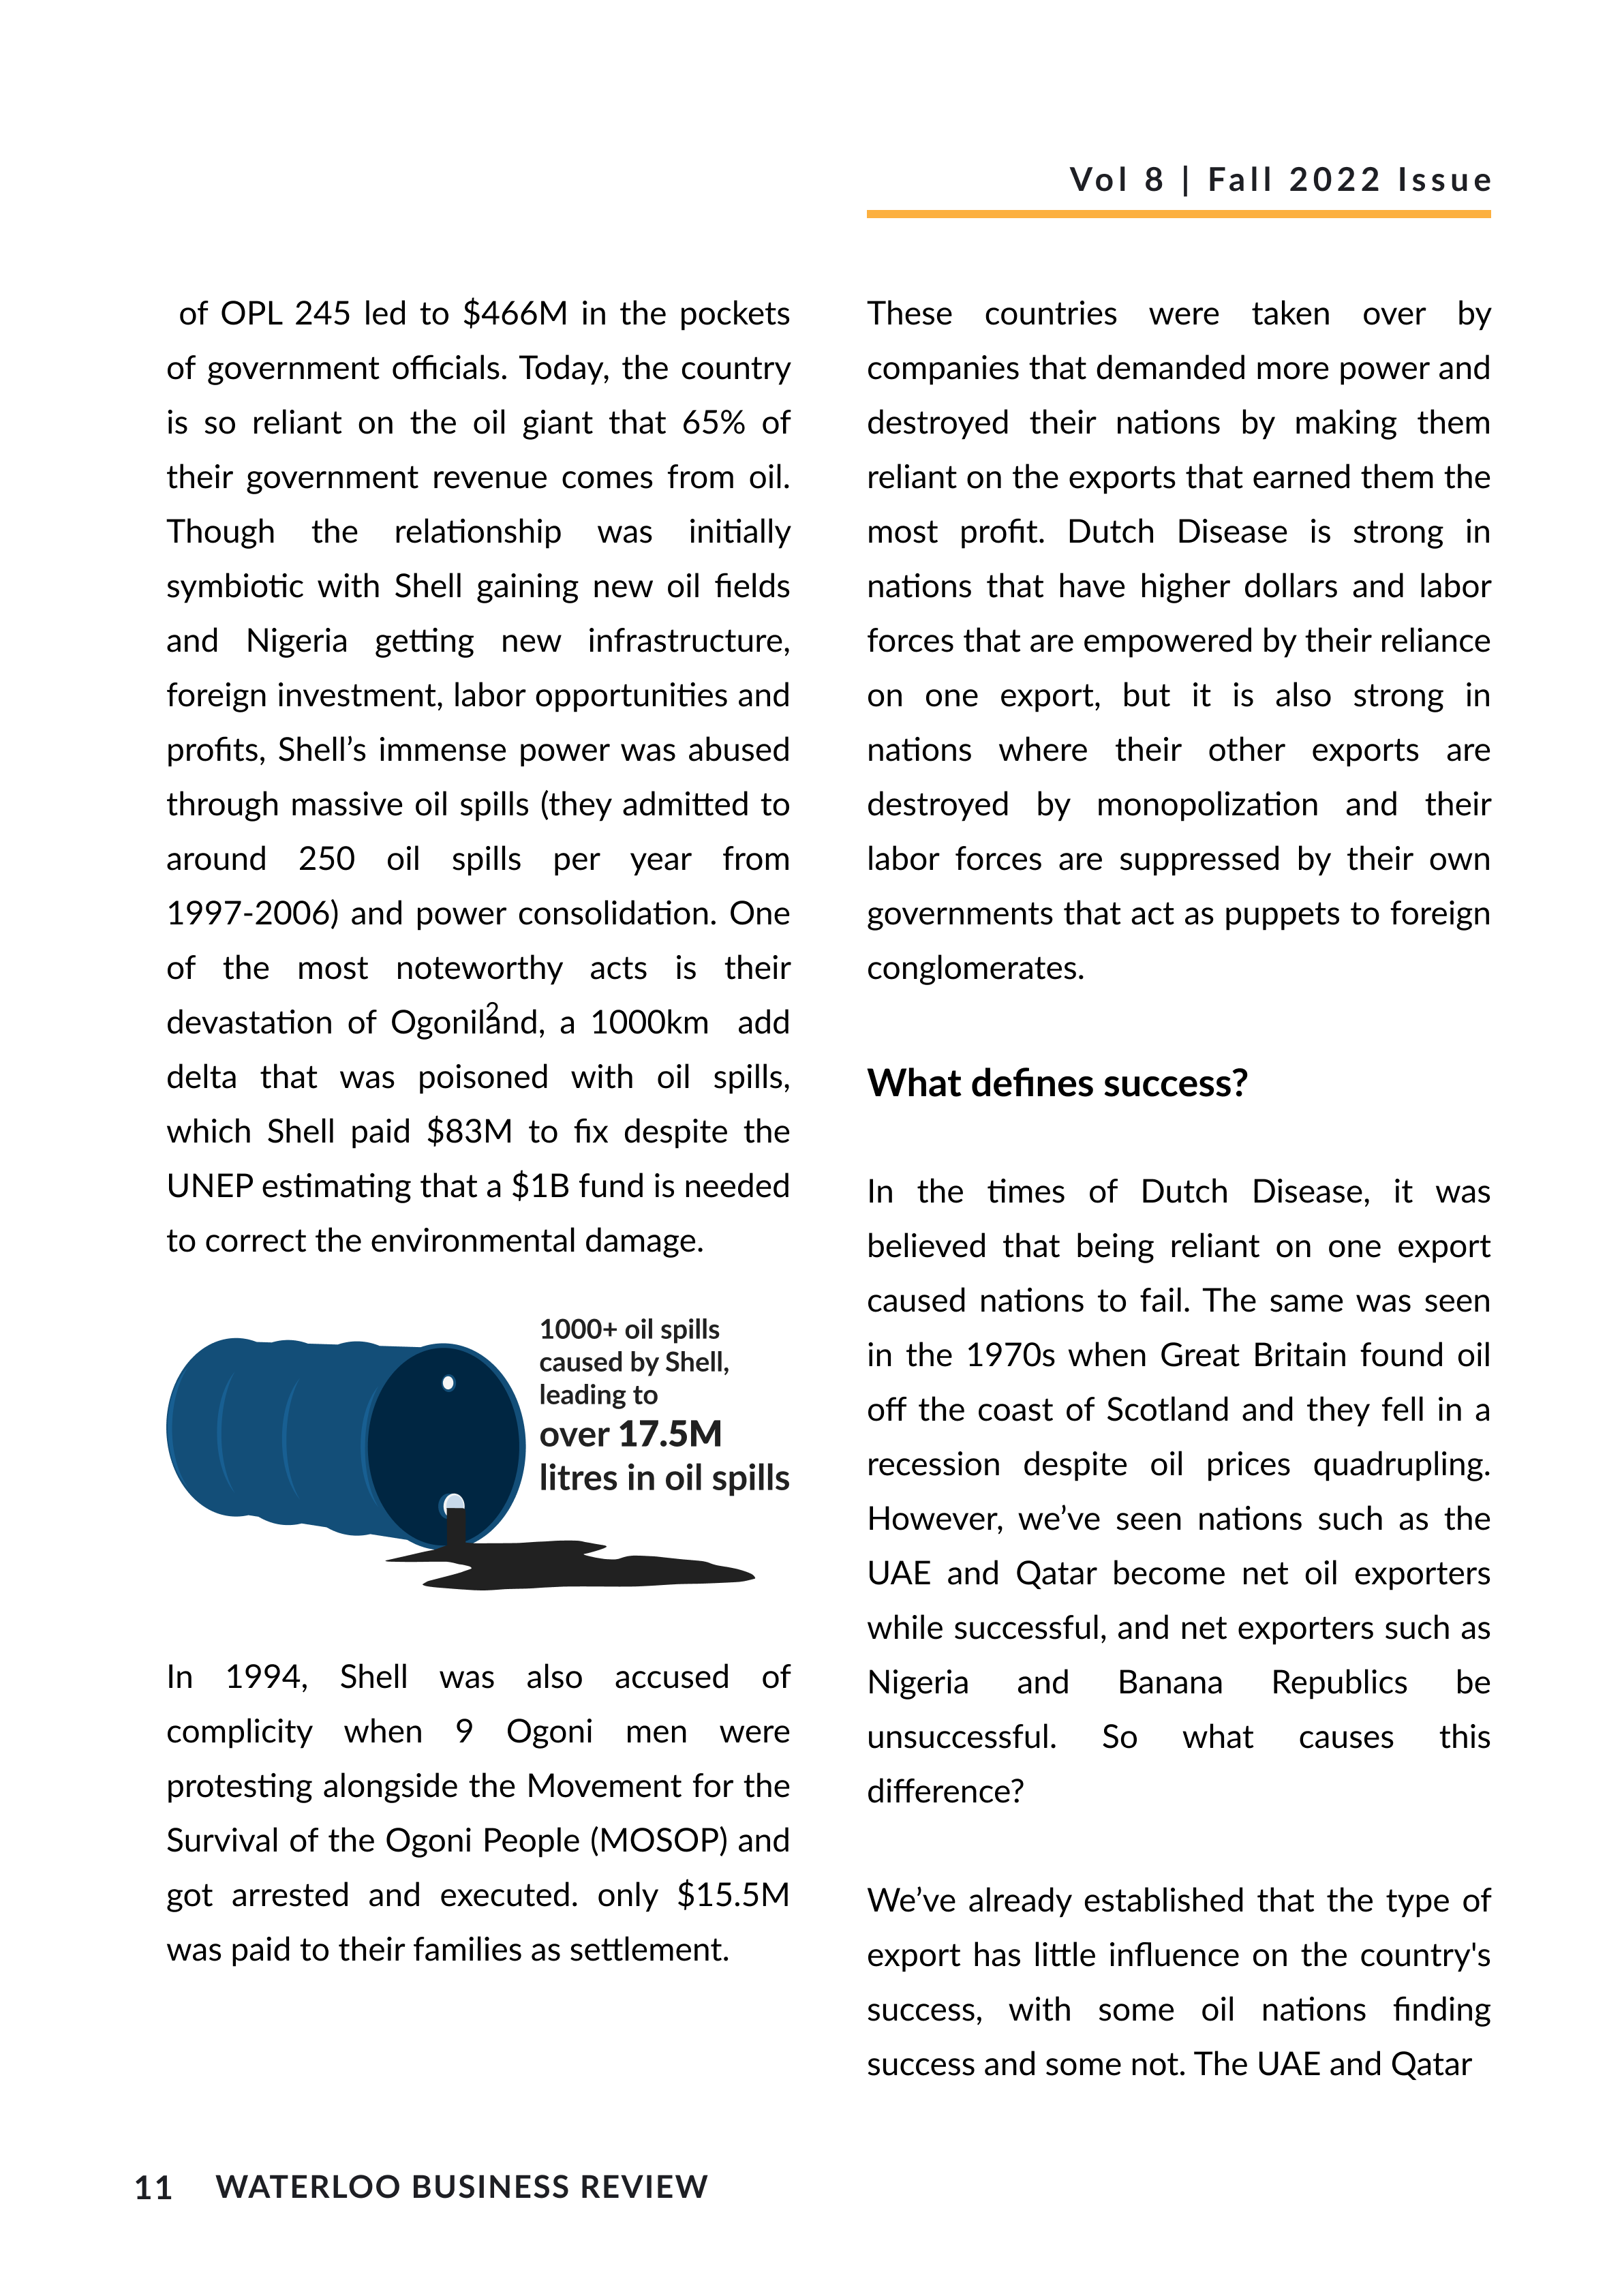 Vol 8 | Fall 2022 Issue
of OPL 245 led to $466M in the pockets
of government officials. Today, the country
is so reliant on the oil giant that 65% of
their government revenue comes from oil.
Though the relationship was initially
symbiotic with Shell gaining new oil fields
and Nigeria getting new infrastructure,
foreign investment, labor opportunities and
profits, Shell’s immense power was abused
through massive oil spills (they admitted to
around 250 oil spills per year from
1997-2006) and power consolidation. One
of the most noteworthy acts is their
devastation of Ogoniland, a 1000km add
2
delta that was poisoned with oil spills,
which Shell paid $83M to fix despite the
UNEP estimating that a $1B fund is needed
to correct the environmental damage.
1000+ oil spills
caused by Shell,
leading to
over 17.5M
litres in oil spills
In 1994, Shell was also accused of
complicity when 9 Ogoni men were
protesting alongside the Movement for the
Survival of the Ogoni People (MOSOP) and
got arrested and executed. only $15.5M
was paid to their families as settlement.
These countries were taken over by
companies that demanded more power and
destroyed their nations by making them
reliant on the exports that earned them the
most profit. Dutch Disease is strong in
nations that have higher dollars and labor
forces that are empowered by their reliance
on one export, but it is also strong in
nations where their other exports are
destroyed by monopolization and their
labor forces are suppressed by their own
governments that act as puppets to foreign
conglomerates.
What defines success?
In the times of Dutch Disease, it was
believed that being reliant on one export
caused nations to fail. The same was seen
in the 1970s when Great Britain found oil
off the coast of Scotland and they fell in a
recession despite oil prices quadrupling.
However, we’ve seen nations such as the
UAE and Qatar become net oil exporters
while successful, and net exporters such as
Nigeria and Banana Republics be
unsuccessful. So what causes this
difference?
We’ve already established that the type of
export has little influence on the country's
success, with some oil nations finding
success and some not. The UAE and Qatar
11 WATERLOO BUSINESS REVIEW